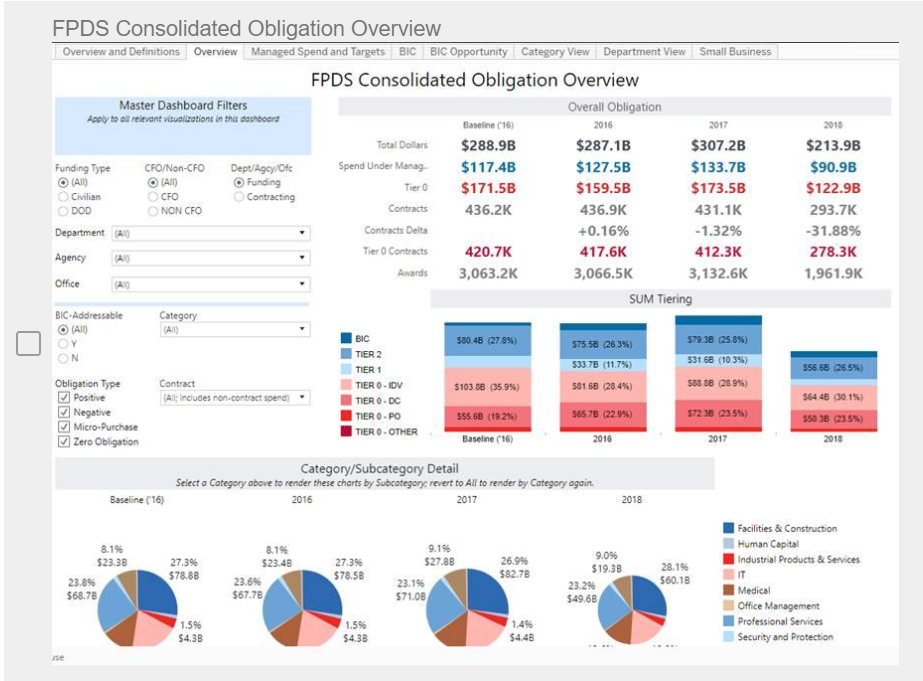 FPDS Consolidated Obligation Overview
Overview and Definitions Overview Managed Spend and Targets BIC BIC Opportunity Category View Department View Small Business
FPDS Consolidated Obligation Overview
Master Dashboard Filters
Apply to all relevant visualizations in this dashboard
Funding Type CFO/Non-CFO Dept/Agcy/Ofc
(All) (All) Funding
Civilian CFO Contracting
DOD NON CFO
Department (All)
Agency (All)
Office (All)
BIC-Addressable Category
(All) (All)
Y
N
Obligation Type Contract
Positive (All; includes non-contract spend)
Negative
Micro-Purchase
Zero Obligation
Overall Obligation
Baseline ('16) 2016 2017 2018
Total Dollars $288.9B $287.1B $307.2B $213.9B
Spend Under Manag.. $117.4B $127.5B $133.7B $90.9B
Tier 0 $171.5B $159.5B $173.5B $122.9B
Contracts 436.2K 436.9K 431.1K 293.7K
Contracts Delta +0.16% -1.32% -31.88%
Tier 0 Contracts 420.7K 417.6K 412.3K 278.3K
Awards 3,063.2K 3,066.5K 3,132.6K 1,961.9K
SUM Tiering
BIC
TIER 2
TIER 1
TIER 0 - IDV
TIER 0 - DC
TIER 0 - PO
TIER 0 - OTHER
$80.4B (27.8%) $75.5B (26.3%) $79.3B (25.8%) $56.6B (26.5%)
$33.7B (11.7%) $31.6B (10.3%)
$103.8B (35.9%) $81.6B (28.4%) $88.8B (28.9%) $64.4B (30.1%)
$55.6B (19.2%) $65.7B (22.9%) $72.3B (23.5%) $50.3B (23.5%)
Baseline ('16) 2016 2017 2018
Category/Subcategory Detail
Select a Category above to render these charts by Subcategory; revert to All to render by Category again.
Baseline ('16) 2016 2017 2018
8.1% 8.1% 9.1% 9.0%
$23.3B $23.4B $27.8B $19.3B
27.3% 27.3% 26.9% 28.1%
$78.8B $78.5B $82.7B $60.1B
23.8% 23.6% 23.1% 23.2%
$68.7B $67.7B $71.0B $49.6B
1.5% 1.5% 1.4%
$4.3B $4.3B $4.4B
Facilities & Construction
Human Capital
Industrial Products & Services
IT
Medical
Office Management
Professional Services
Security and Protection
use